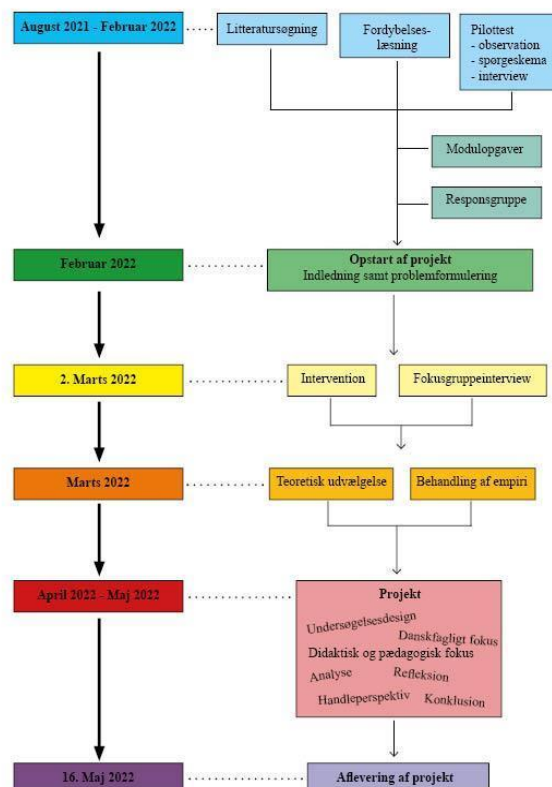 August 2021 - Februar 2022
Litteratursøgning
Fordybelses-
læsning
Pilottest
- observation
- spørgeskema
- interview
Modulopgaver
Responsgruppe
Februar 2022
Opstart af projekt
Indledning samt problemformulering
2. Marts 2022
Intervention
Fokusgruppeinterview
Marts 2022
Teoretisk udvælgelse
Behandling af empiri
April 2022 - Maj 2022
Projekt
Undersøgelsesdesign
Danskfagligt fokus
Didaktisk og pædagogisk fokus
Analyse
Refleksion
Handleperspektiv
Konklusion
16. Maj 2022
Aflevering af projekt